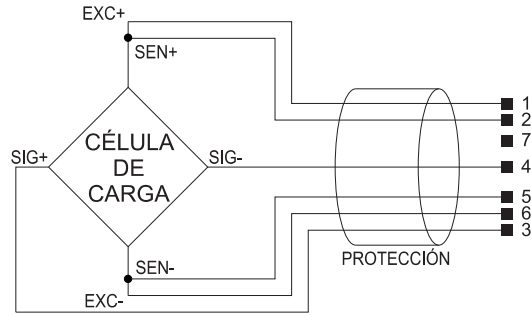 EXC+
SEN+
SIG+
CÉLULA
DE
CARGA
SIG-
SEN-
EXC-
PROTECCIÓN
1
2
7
4
5
6
3